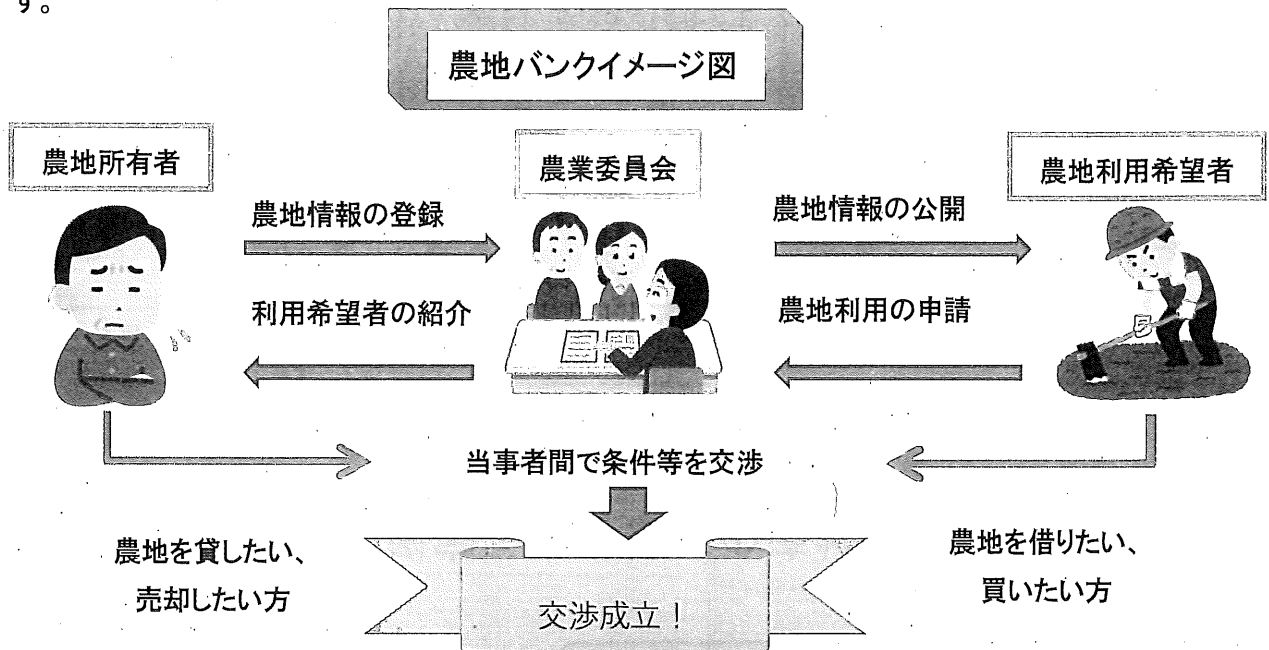 す。
農地バンクイメージ図
農地所有者
農業委員会
農地利用希望者
農地情報の登録
農地情報の公開
利用希望者の紹介
農地利用の申請
当事者間で条件等を交渉
農地を貸したい、
売却したい方
農地を借りたい、
買いたい方
交渉成立！